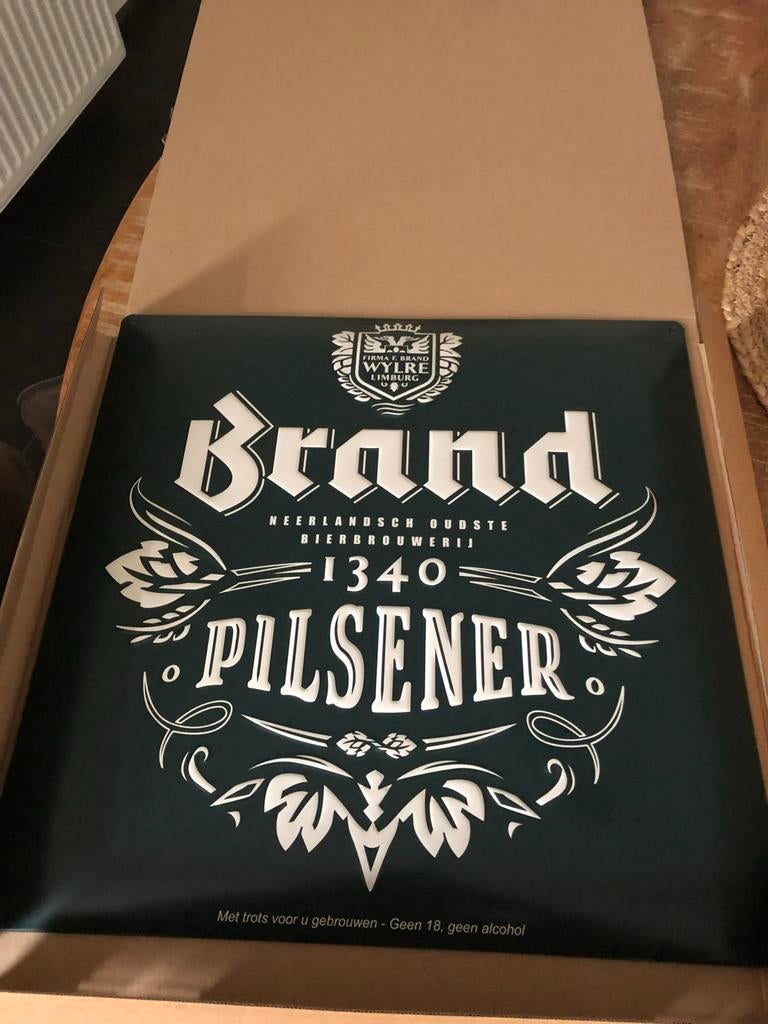 FIRMA F. BRAND
WYLRE
LIMBURG
Brand
NEERLANDSCH OUDSTE
BIERBROUWERIJ
1340
PILSENER
Met trots voor u gebrouwen - Geen 18, geen alcohol